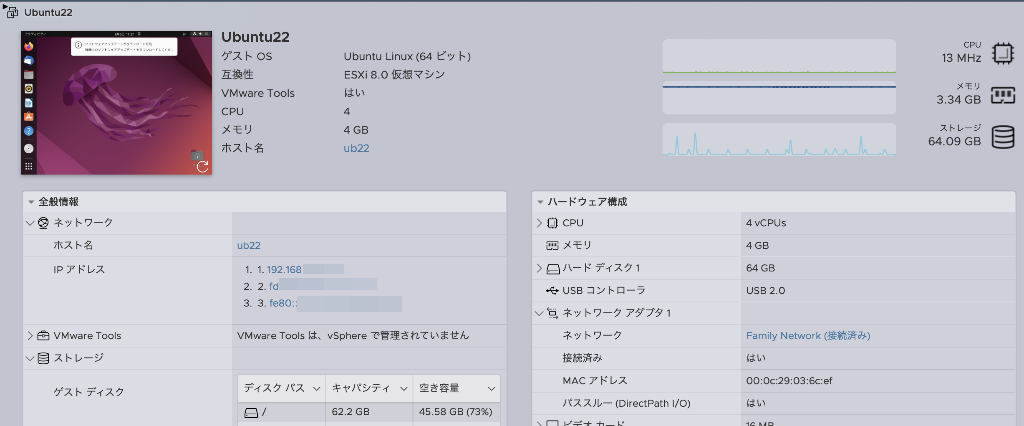 Ubuntu22
Ubuntu22
ゲスト OS Ubuntu Linux (64 ビット)
互換性 ESXi 8.0 仮想マシン
VMware Tools はい
CPU 4
メモリ 4 GB
ホスト名 ub22
CPU
13 MHz
メモリ
3.34 GB
ストレージ
64.09 GB
全般情報
ネットワーク
ホスト名 ub22
IP アドレス
1. 1. 192.168
2. 2. fd
3. 3. fe80::
VMware Tools VMware Tools は、vSphere で管理されていません
ストレージ
ゲスト ディスク
ディスク パス キャパシティ 空き容量
/ 62.2 GB 45.58 GB (73%)
ハードウェア構成
CPU 4 vCPUs
メモリ 4 GB
ハード ディスク 1 64 GB
USB コントローラ USB 2.0
ネットワーク アダプタ 1
ネットワーク Family Network (接続済み)
接続済み はい
MAC アドレス 00:0c:29:03:6c:ef
パススルー (DirectPath I/O) はい
ビデオ カード 16 MB